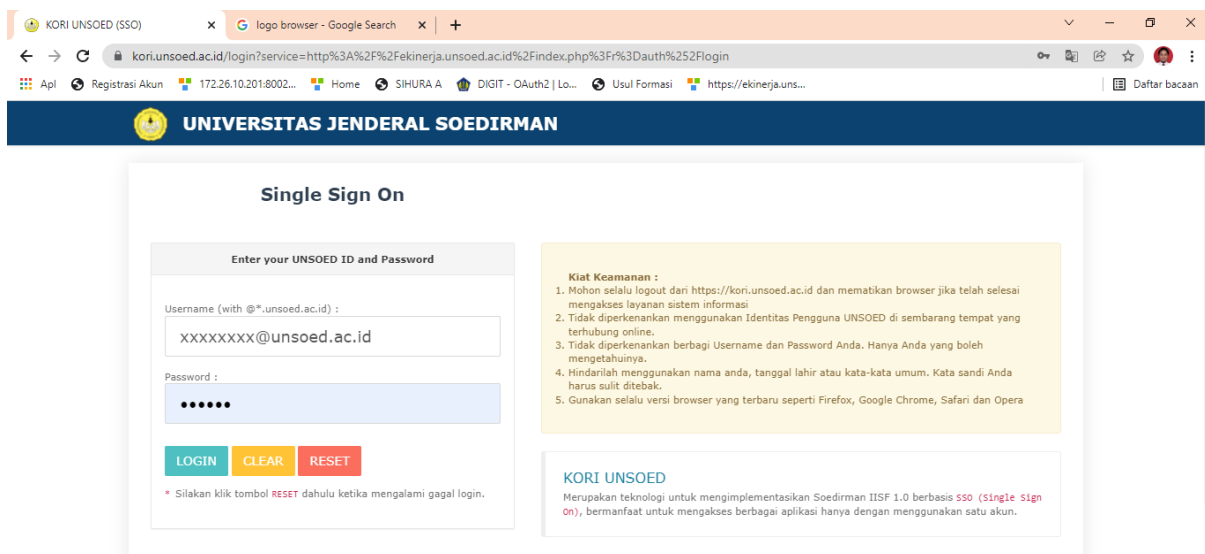 KORI UNSOED (SSO)
logo browser - Google Search
kori.unsoed.ac.id/login?service=http%3A%2F%2Fekinerja.unsoed.ac.id%2Findex.php%3Fr%3Dauth%252Flogin
Apl Registrasi Akun 172.26.10.201:8002... Home SIHURA A DIGIT - OAuth2 | Lo... Usul Formasi https://ekinerja.uns... Daftar bacaan
UNIVERSITAS JENDERAL SOEDIRMAN
Single Sign On
Enter your UNSOED ID and Password
Username (with @*.unsoed.ac.id) :
xxxxxxxx@unsoed.ac.id
Password :
••••••
LOGIN CLEAR RESET
* Silakan klik tombol RESET dahulu ketika mengalami gagal login.
Kiat Keamanan :
1. Mohon selalu logout dari https://kori.unsoed.ac.id dan mematikan browser jika telah selesai
mengakses layanan sistem informasi
2. Tidak diperkenankan menggunakan Identitas Pengguna UNSOED di sembarang tempat yang
terhubung online.
3. Tidak diperkenankan berbagi Username dan Password Anda. Hanya Anda yang boleh
mengetahuinya.
4. Hindarilah menggunakan nama anda, tanggal lahir atau kata-kata umum. Kata sandi Anda
harus sulit ditebak.
5. Gunakan selalu versi browser yang terbaru seperti Firefox, Google Chrome, Safari dan Opera
KORI UNSOED
Merupakan teknologi untuk mengimplementasikan Soedirman IISF 1.0 berbasis SSO (Single Sign
On), bermanfaat untuk mengakses berbagai aplikasi hanya dengan menggunakan satu akun.